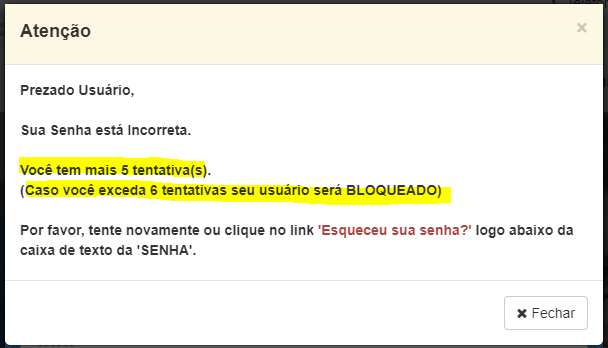 Atenção
×
Prezado Usuário,
Sua Senha está Incorreta.
Você tem mais 5 tentativa(s).
(Caso você exceda 6 tentativas seu usuário será BLOQUEADO)
Por favor, tente novamente ou clique no link 'Esqueceu sua senha?' logo abaixo da
caixa de texto da 'SENHA'.
✖ Fechar